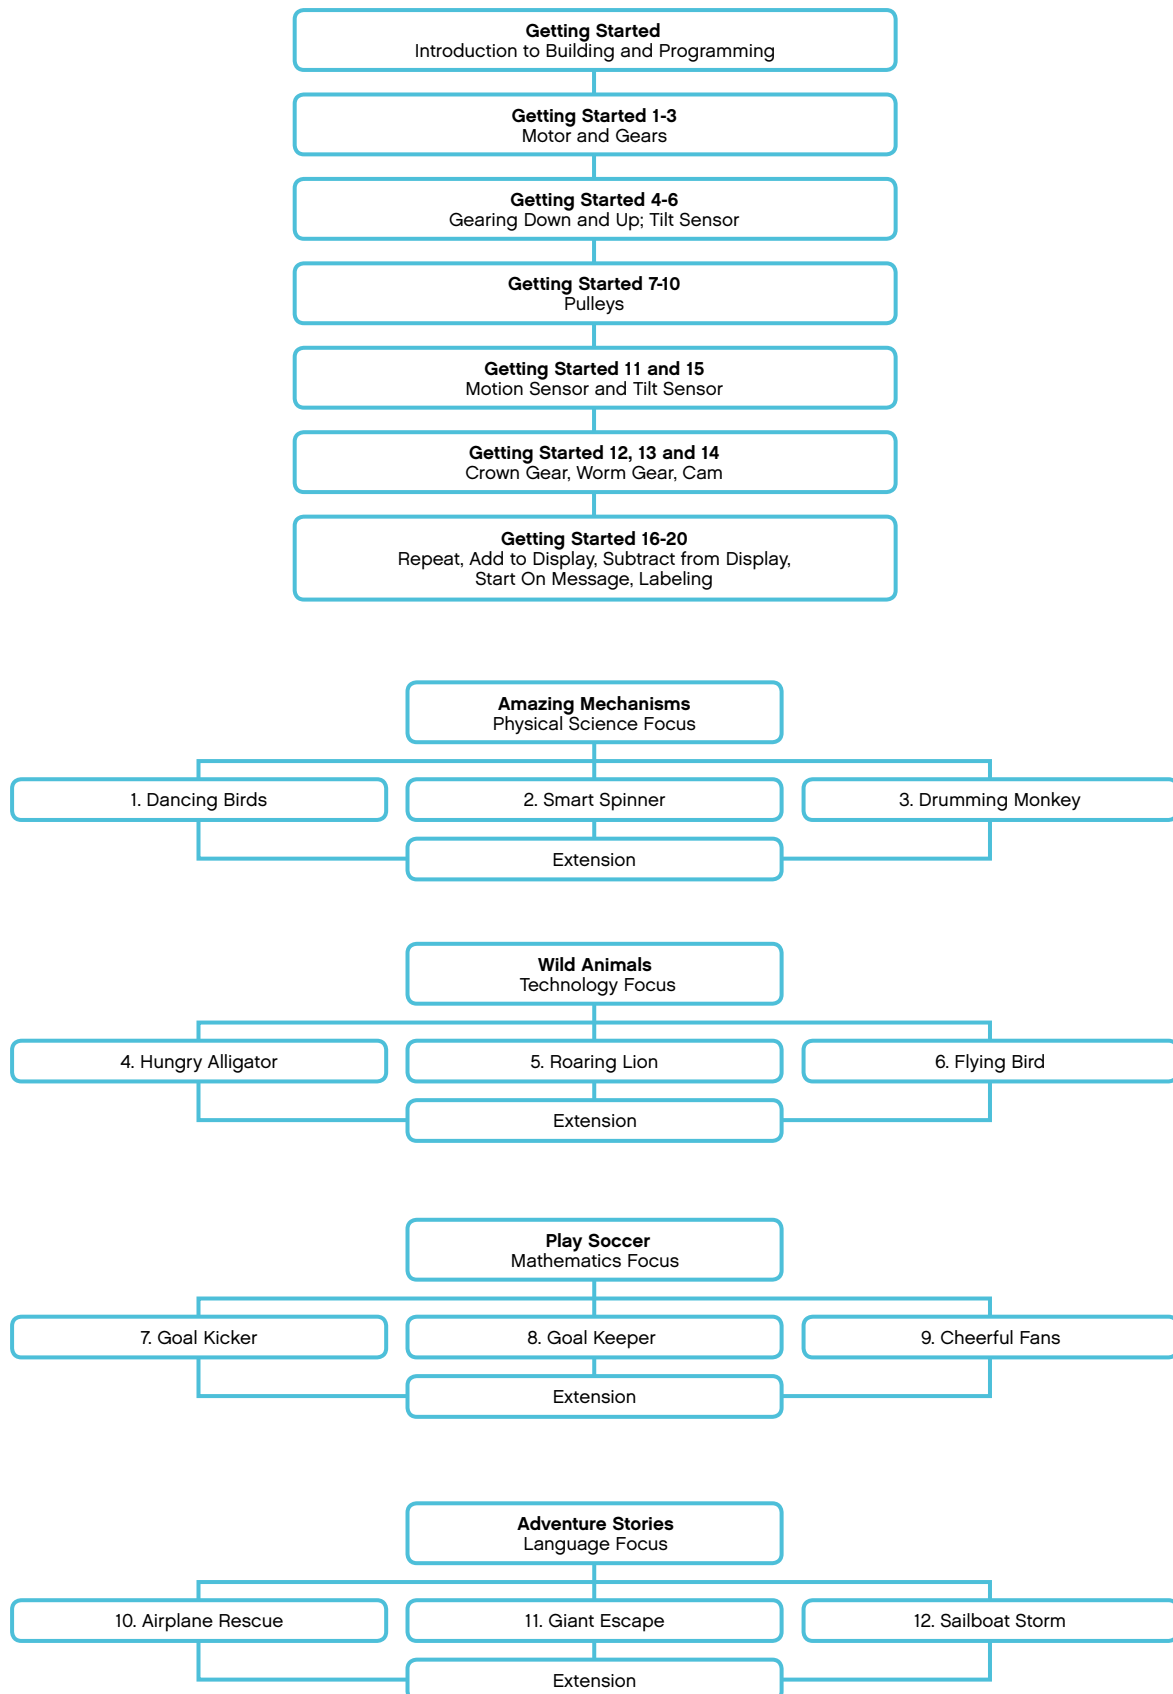 Getting Started
Introduction to Building and Programming
Getting Started 1-3
Motor and Gears
Getting Started 4-6
Gearing Down and Up; Tilt Sensor
Getting Started 7-10
Pulleys
Getting Started 11 and 15
Motion Sensor and Tilt Sensor
Getting Started 12, 13 and 14
Crown Gear, Worm Gear, Cam
Getting Started 16-20
Repeat, Add to Display, Subtract from Display,
Start On Message, Labeling
Amazing Mechanisms
Physical Science Focus
1. Dancing Birds
2. Smart Spinner
3. Drumming Monkey
Extension
Wild Animals
Technology Focus
4. Hungry Alligator
5. Roaring Lion
6. Flying Bird
Extension
Play Soccer
Mathematics Focus
7. Goal Kicker
8. Goal Keeper
9. Cheerful Fans
Extension
Adventure Stories
Language Focus
10. Airplane Rescue
11. Giant Escape
12. Sailboat Storm
Extension